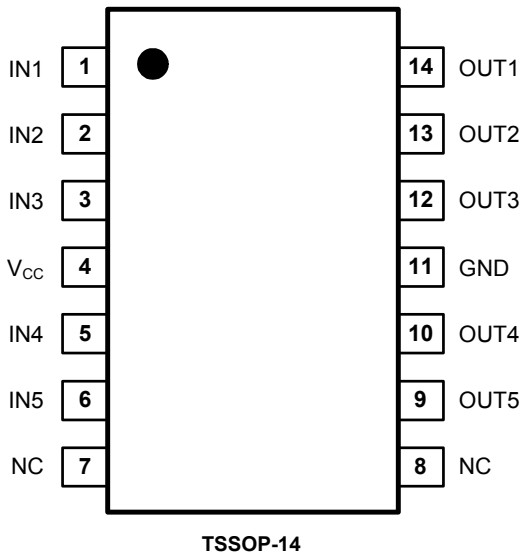 IN1 1 14 OUT1
IN2 2 13 OUT2
IN3 3 12 OUT3
VCC 4 11 GND
IN4 5 10 OUT4
IN5 6 9 OUT5
NC 7 8 NC
TSSOP-14